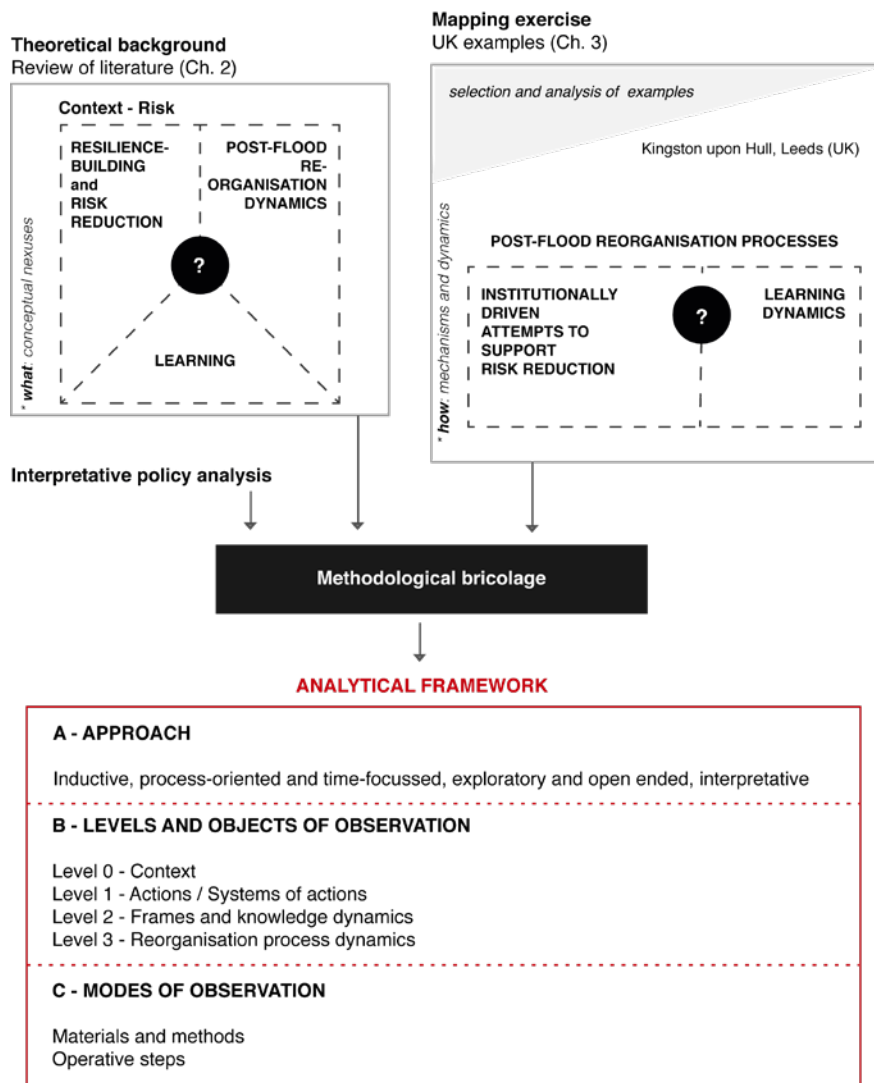 Theoretical background
Review of literature (Ch. 2)
Context - Risk
RESILIENCE-
BUILDING
and
RISK
REDUCTION
POST-FLOOD
RE-
ORGANISATION
DYNAMICS
?
LEARNING
* what: conceptual nexuses
Mapping exercise
UK examples (Ch. 3)
selection and analysis of examples
Kingston upon Hull, Leeds (UK)
POST-FLOOD REORGANISATION PROCESSES
INSTITUTIONALLY
DRIVEN
ATTEMPTS TO
SUPPORT
RISK REDUCTION
?
LEARNING
DYNAMICS
* how: mechanisms and dynamics
Interpretative policy analysis
Methodological bricolage
ANALYTICAL FRAMEWORK
A - APPROACH
Inductive, process-oriented and time-focussed, exploratory and open ended, interpretative
B - LEVELS AND OBJECTS OF OBSERVATION
Level 0 - Context
Level 1 - Actions / Systems of actions
Level 2 - Frames and knowledge dynamics
Level 3 - Reorganisation process dynamics
C - MODES OF OBSERVATION
Materials and methods
Operative steps